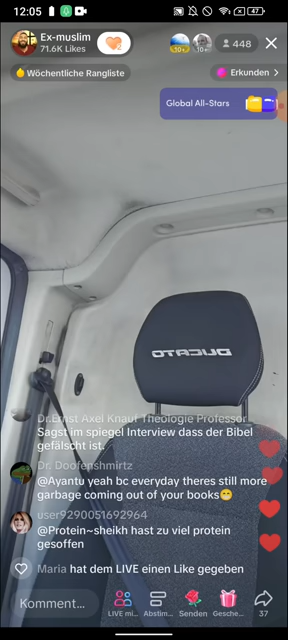 12:05
47
Ex-muslim
71.6K Likes
10+
10+
448
Wöchentliche Rangliste
Erkunden >
Global All-Stars
DUCATO
Dr.Ernst Axel Knauf Theologie Professor
Sagst im spiegel Interview dass der Bibel
gefälscht ist.
Dr. Doofenshmirtz
@Ayantu yeah bc everyday theres still more
garbage coming out of your books😁
user9290051692964
@Protein~sheikh hast zu viel protein
gesoffen
Maria hat dem LIVE einen Like gegeben
Komment...
LIVE mi...
Abstim...
Senden
Gesche...
37